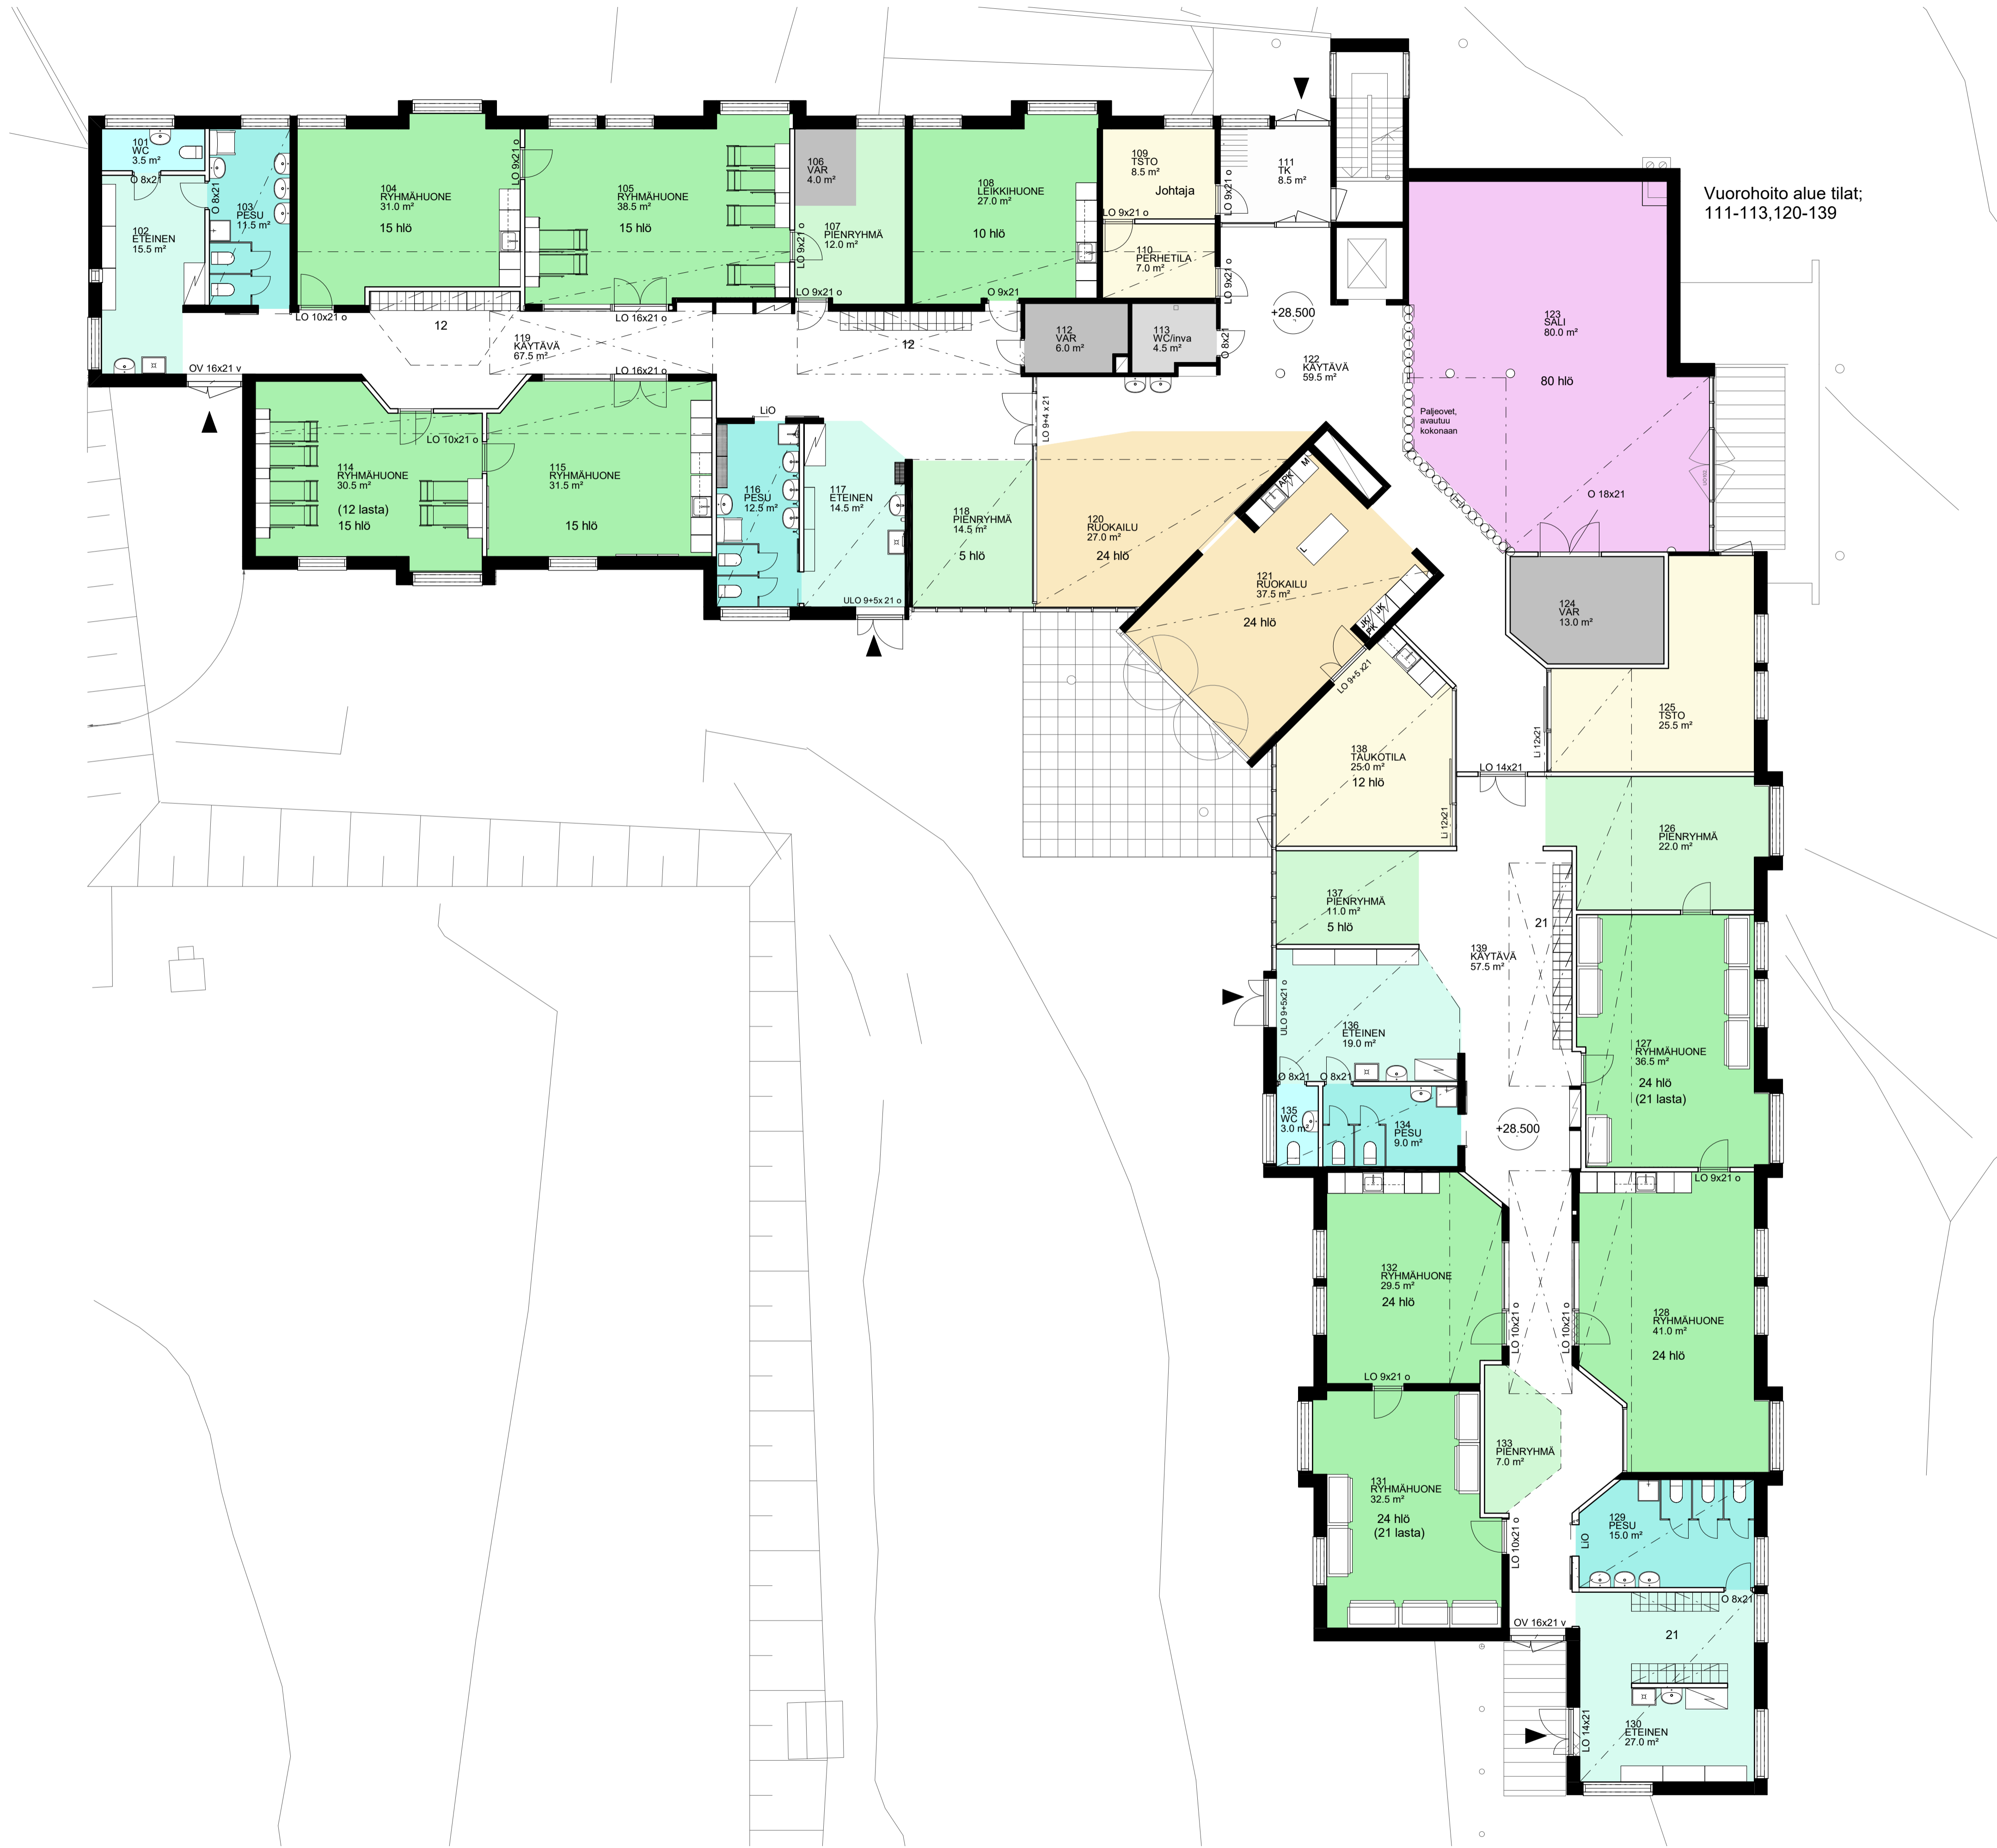 Vuorohoito alue tilat;
111-113,120-139
101
WC
3.5 m²
O 8x21
102
ETEINEN
15.5 m²
O 8x21
103
PESU
11.5 m²
104
RYHMÄHUONE
31.0 m²
15 hlö
LO 10x21 o
LO 9x21 o
105
RYHMÄHUONE
38.5 m²
15 hlö
LO 16x21 o
106
VAR
4.0 m²
107
PIENRYHMÄ
12.0 m²
LO 9x21 o
LO 9x21 o
108
LEIKKIHUONE
27.0 m²
10 hlö
O 9x21
109
TSTO
8.5 m²
Johtaja
LO 9x21 o
LO 9x21 o
110
PERHETILA
7.0 m²
LO 9x21 o
111
TK
8.5 m²
112
VAR
6.0 m²
113
WC/inva
4.5 m²
O 8x21
+28.500
122
KÄYTÄVÄ
59.5 m²
123
SALI
80.0 m²
80 hlö
Paljeovet,
avautuu
kokonaan
O 18x21
12
119
KÄYTÄVÄ
67.5 m²
12
OV 16x21 v
LO 16x21 o
LO 10x21 o
114
RYHMÄHUONE
30.5 m²
(12 lasta)
15 hlö
115
RYHMÄHUONE
31.5 m²
15 hlö
LiO
116
PESU
12.5 m²
117
ETEINEN
14.5 m²
ULO 9+5x 21 o
118
PIENRYHMÄ
14.5 m²
5 hlö
LO 9+4 x 21
120
RUOKAILU
27.0 m²
24 hlö
APK
M
L
121
RUOKAILU
37.5 m²
24 hlö
JK/
PK
JK
LO 9+5 x21
124
VAR
13.0 m²
125
TSTO
25.5 m²
Li 12x21
LO 14x21
138
TAUKOTILA
25.0 m²
12 hlö
Li 12x21
126
PIENRYHMÄ
22.0 m²
137
PIENRYHMÄ
11.0 m²
5 hlö
21
139
KÄYTÄVÄ
57.5 m²
ULO 9+5x21 o
136
ETEINEN
19.0 m²
O 8x21
O 8x21
127
RYHMÄHUONE
36.5 m²
24 hlö
(21 lasta)
135
WC
3.0 m²
134
PESU
9.0 m²
+28.500
LO 9x21 o
132
RYHMÄHUONE
29.5 m²
24 hlö
LO 10x21 o
LO 10x21 o
128
RYHMÄHUONE
41.0 m²
24 hlö
LO 9x21 o
133
PIENRYHMÄ
7.0 m²
131
RYHMÄHUONE
32.5 m²
24 hlö
(21 lasta)
LO 10x21 o
129
PESU
15.0 m²
LiO
O 8x21
OV 16x21 v
21
LO 14x21
130
ETEINEN
27.0 m²